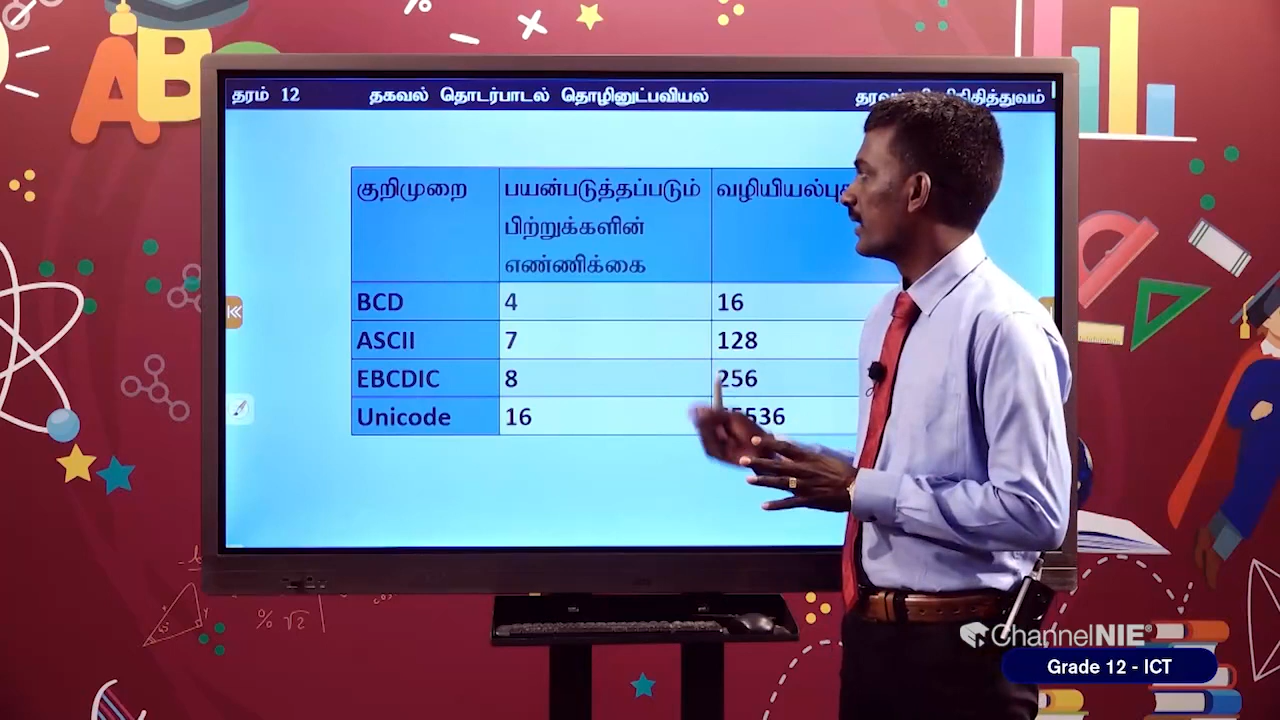 தரம் 12 தகவல் தொடர்பாடல் தொழினுட்பவியல்
குறிமுறை பயன்படுத்தப்படும் பிற்றுக்களின் எண்ணிக்கை
BCD 4 16
ASCII 7 128
EBCDIC 8 256
Unicode 16
ChannelNIE
Grade 12 - ICT